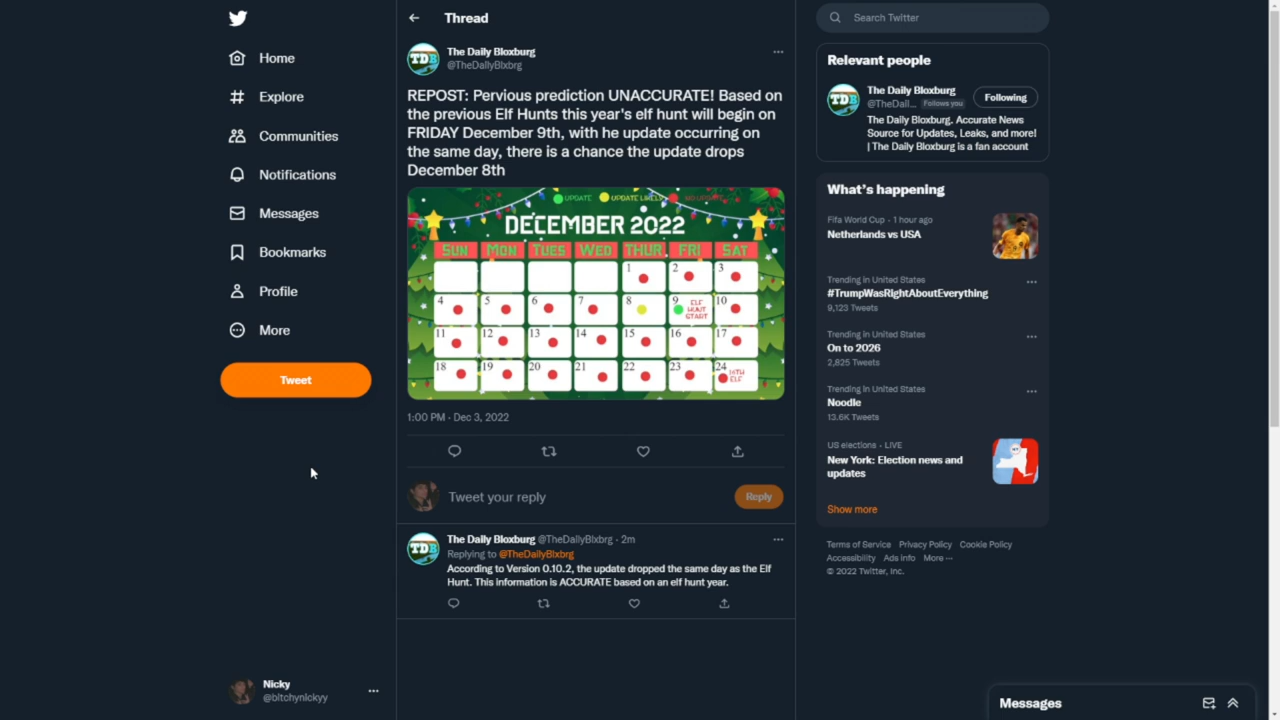 Home
Explore
Communities
Notifications
Messages
Bookmarks
Profile
More
Tweet
Nicky
@bitchynickyy
Thread
The Daily Bloxburg
@TheDailyBlxbrg
REPOST: Pervious prediction UNACCURATE! Based on
the previous Elf Hunts this year's elf hunt will begin on
FRIDAY December 9th, with he update occurring on
the same day, there is a chance the update drops
December 8th
UPDATE UPDATE LIKELY NO UPDATE
DECEMBER 2022
SUN MON TUES WED THUR FRI SAT
1 2 3
4 5 6 7 8 9 ELF HUNT START 10
11 12 13 14 15 16 17
18 19 20 21 22 23 24 16TH ELF
1:00 PM · Dec 3, 2022
Tweet your reply
Reply
The Daily Bloxburg @TheDailyBlxbrg · 2m
Replying to @TheDailyBlxbrg
According to Version 0.10.2, the update dropped the same day as the Elf
Hunt. This information is ACCURATE based on an elf hunt year.
Search Twitter
Relevant people
The Daily Bloxburg
@TheDail... Follows you
Following
The Daily Bloxburg. Accurate News
Source for Updates, Leaks, and more!
| The Daily Bloxburg is a fan account
What's happening
Fifa World Cup · 1 hour ago
Netherlands vs USA
Trending in United States
#TrumpWasRightAboutEverything
9,123 Tweets
Trending in United States
On to 2026
2,825 Tweets
Trending in United States
Noodle
13.6K Tweets
US elections · LIVE
New York: Election news and
updates
Show more
Terms of Service Privacy Policy Cookie Policy
Accessibility Ads info More ···
© 2022 Twitter, Inc.
Messages